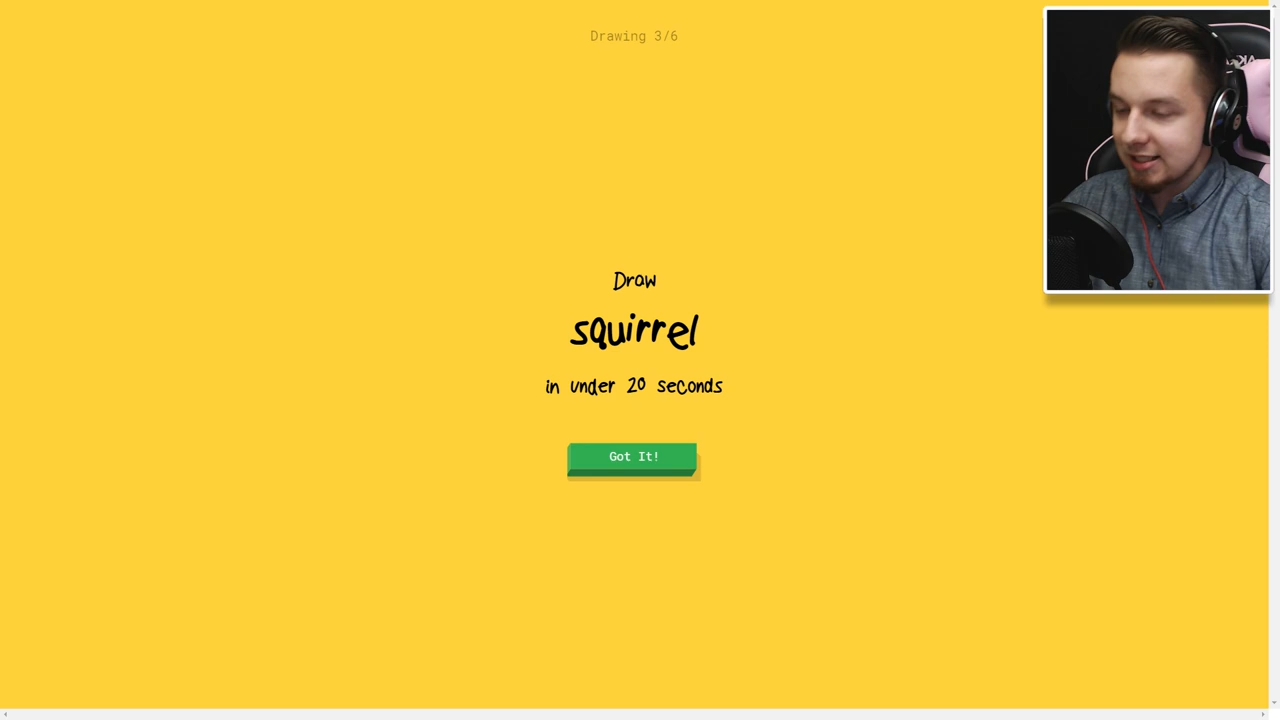 Drawing 3/6
Draw
squirrel
in under 20 seconds
Got It!